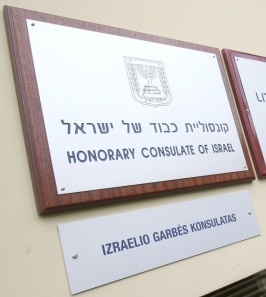 קונסוליית כבוד של ישראל
HONORARY CONSULATE OF ISRAEL
IZRAELIO GARBĖS KONSULATAS